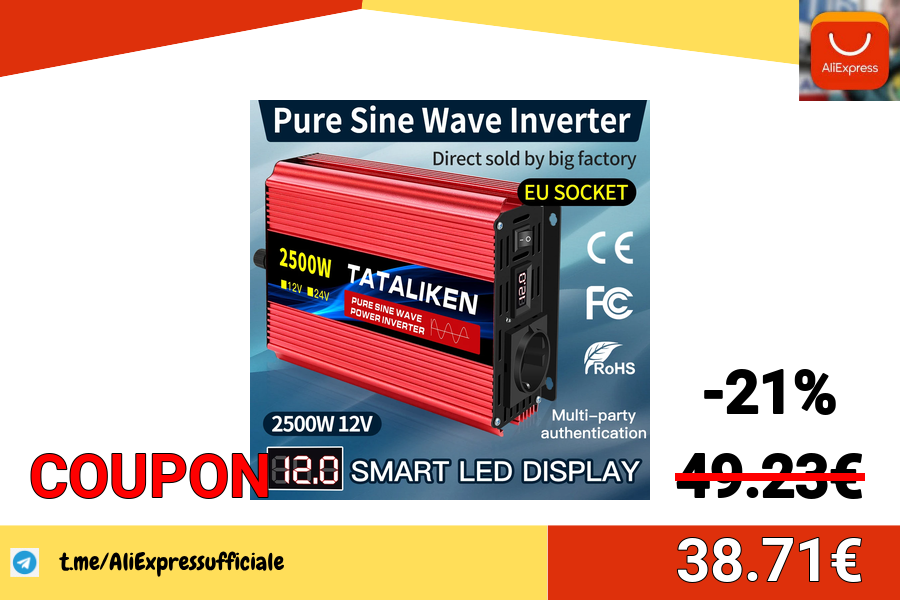 AliExpress
Pure Sine Wave Inverter
Direct sold by big factory
EU SOCKET
CE
FC
RoHS
2500W
12V 24V
TATALIKEN
PURE SINE WAVE
POWER INVERTER
12.0
2500W 12V
Multi-party
authentication
-21%
COUPON
12.0 SMART LED DISPLAY
49.23€
t.me/AliExpressufficiale
38.71€